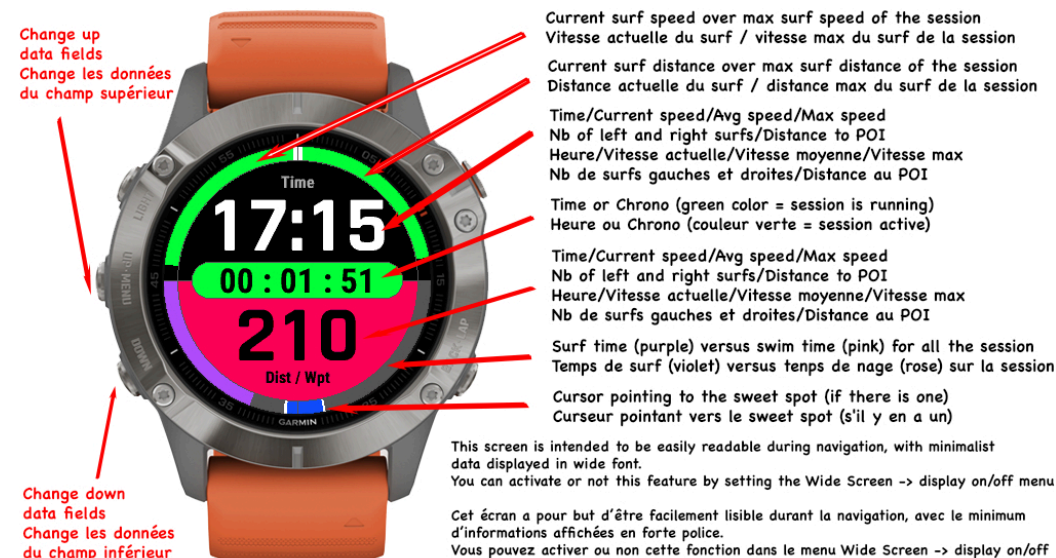 Change up
data fields
Change les données
du champ supérieur
Current surf speed over max surf speed of the session
Vitesse actuelle du surf / vitesse max du surf de la session
Current surf distance over max surf distance of the session
Distance actuelle du surf / distance max du surf de la session
Time/Current speed/Avg speed/Max speed
Nb of left and right surfs/Distance to POI
Heure/Vitesse actuelle/Vitesse moyenne/Vitesse max
Nb de surfs gauches et droites/Distance au POI
Time or Chrono (green color = session is running)
Heure ou Chrono (couleur verte = session active)
Time/Current speed/Avg speed/Max speed
Nb of left and right surfs/Distance to POI
Heure/Vitesse actuelle/Vitesse moyenne/Vitesse max
Nb de surfs gauches et droites/Distance au POI
Surf time (purple) versus swim time (pink) for all the session
Temps de surf (violet) versus tenps de nage (rose) sur la session
Cursor pointing to the sweet spot (if there is one)
Curseur pointant vers le sweet spot (s'il y en a un)
This screen is intended to be easily readable during navigation, with minimalist
data displayed in wide font.
You can activate or not this feature by setting the Wide Screen -> display on/off menu
Cet écran a pour but d'être facilement lisible durant la navigation, avec le minimum
d'informations affichées en forte police.
Vous pouvez activer ou non cette fonction dans le menu Wide Screen -> display on/off
Change down
data fields
Change les données
du champ inférieur
55
05
LIGHT
Time
17:15
UP·MENU
45
15
00 : 01 : 51
210
DOWN
Dist / Wpt
35
25
GARMIN